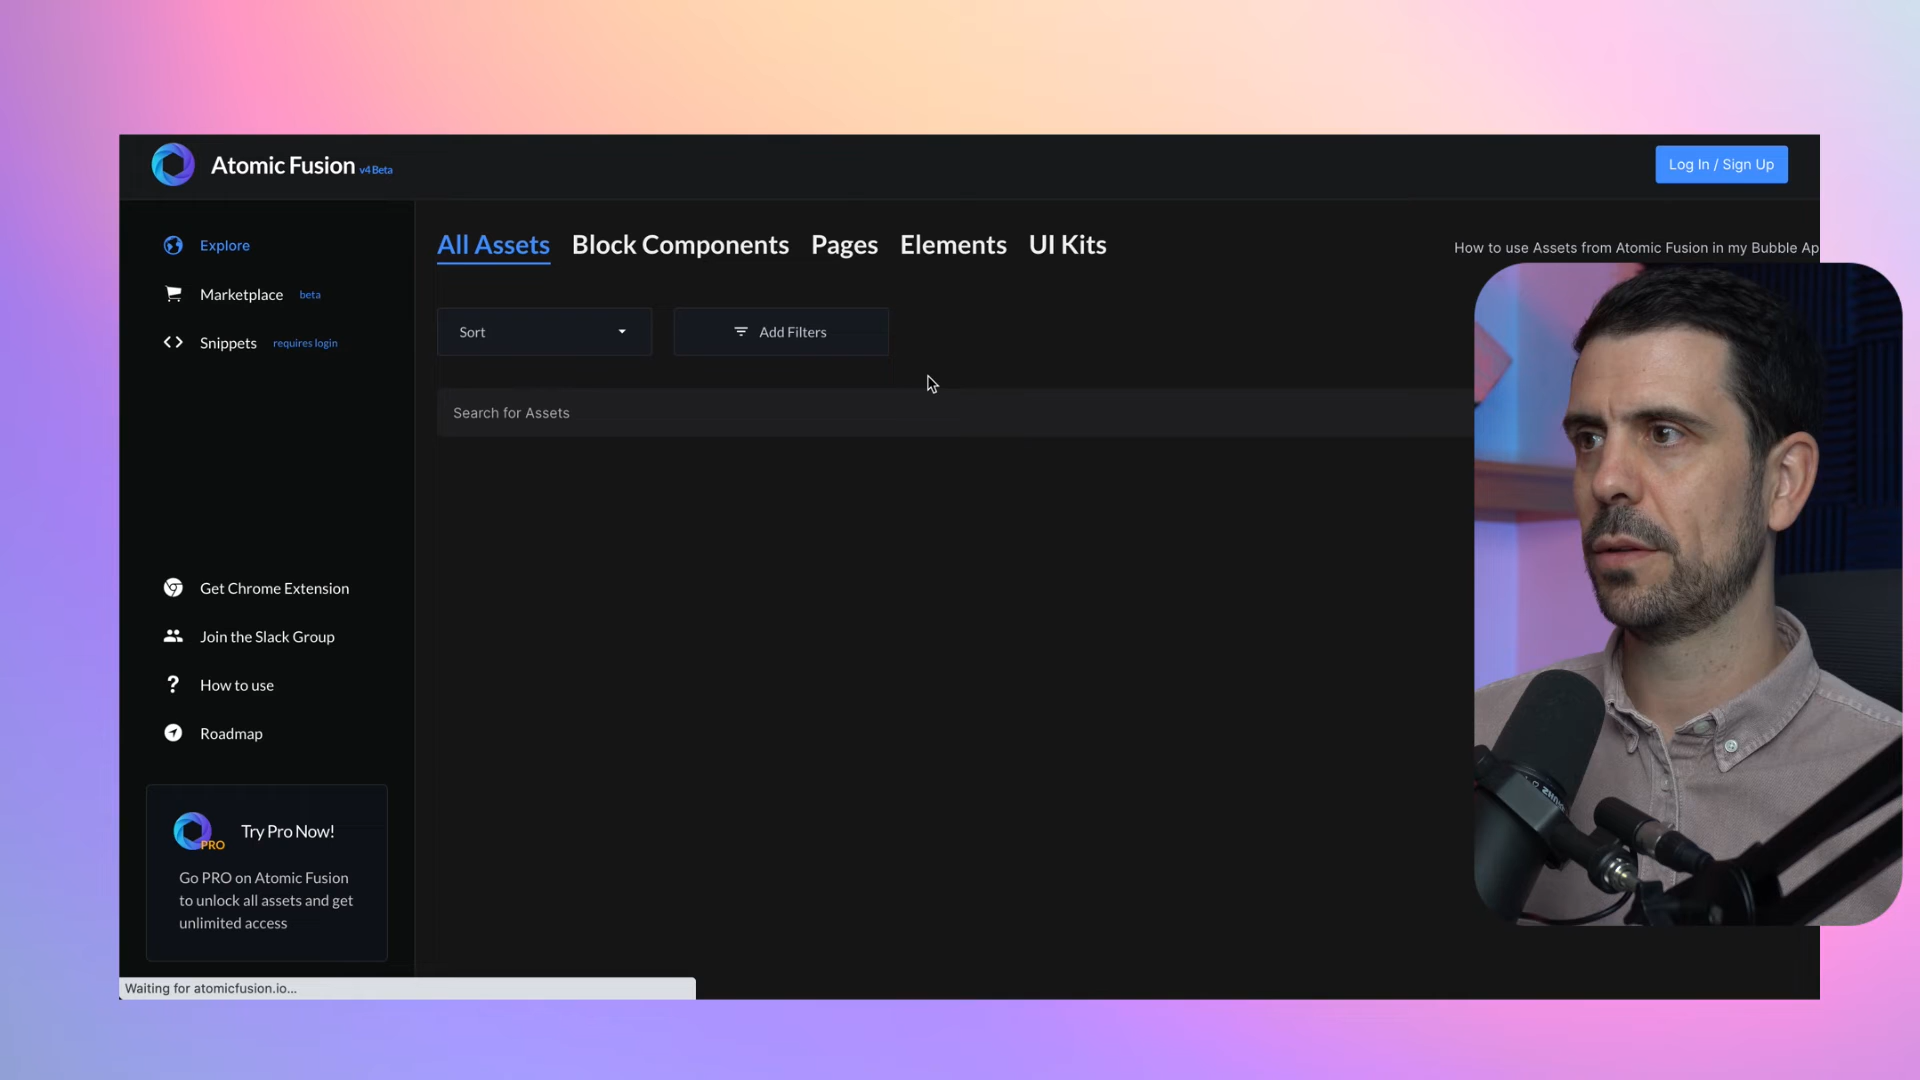 Atomic Fusion v4 Beta
Log In / Sign Up
Explore
Marketplace beta
Snippets requires login
All Assets Block Components Pages Elements UI Kits
How to use Assets from Atomic Fusion in my Bubble Ap
Sort
Add Filters
Search for Assets
Get Chrome Extension
Join the Slack Group
How to use
Roadmap
PRO
Try Pro Now!
Go PRO on Atomic Fusion
to unlock all assets and get
unlimited access
Waiting for atomicfusion.io...